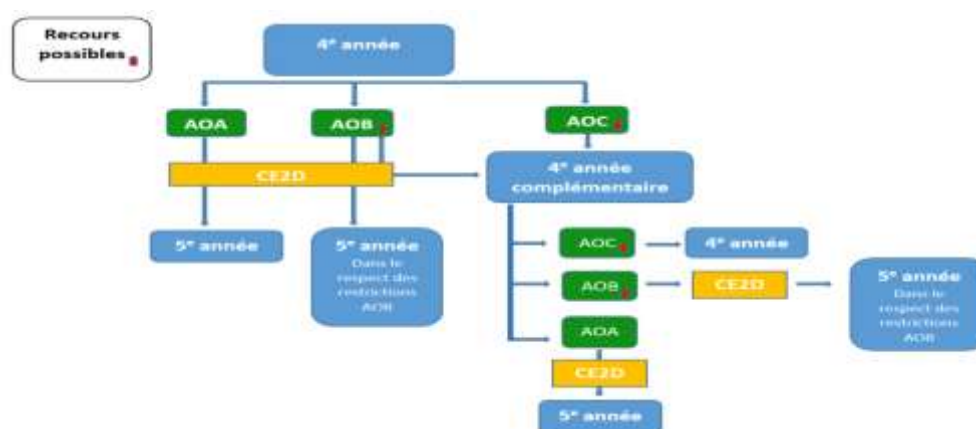 Recours
possibles
4e année
AOA
AOB
AOC
CE2D
4e année
complémentaire
5e année
5e année
Dans le
respect des
restrictions
AOB
AOC
4e année
AOB
CE2D
5e année
Dans le
respect des
restrictions
AOB
AOA
CE2D
5e année